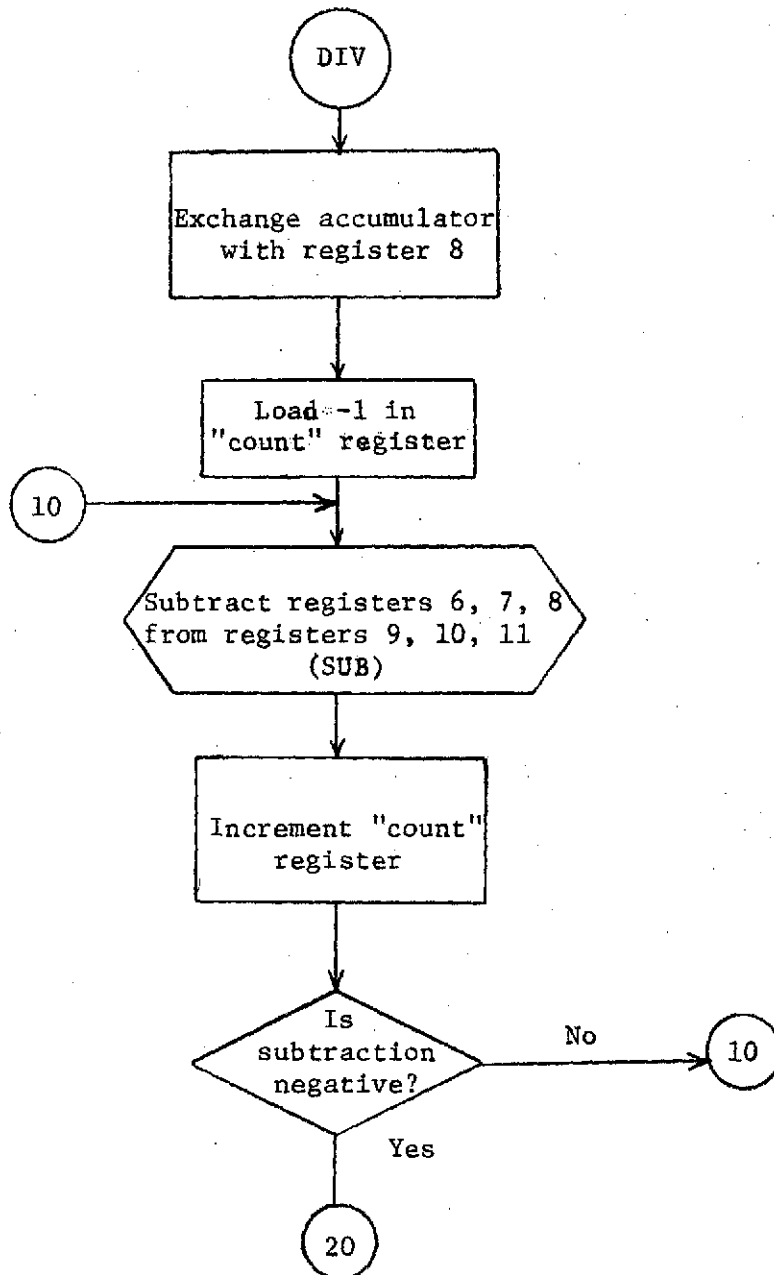 DIV
Exchange accumulator
with register 8
Load -1 in
"count" register
10
Subtract registers 6, 7, 8
from registers 9, 10, 11
(SUB)
Increment "count"
register
Is
subtraction
negative?
No
10
Yes
20